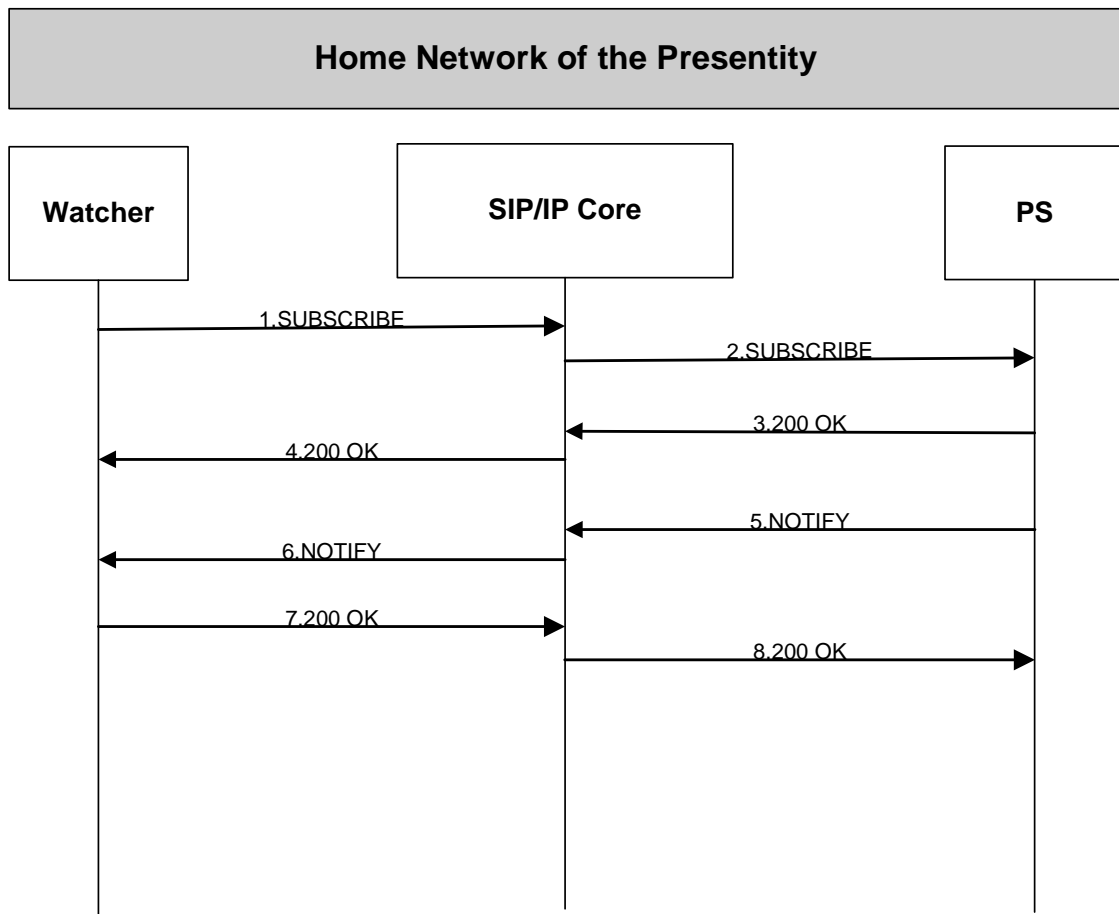 Home Network of the Presentity
Watcher
SIP/IP Core
PS
1.SUBSCRIBE
2.SUBSCRIBE
3.200 OK
4.200 OK
5.NOTIFY
6.NOTIFY
7.200 OK
8.200 OK